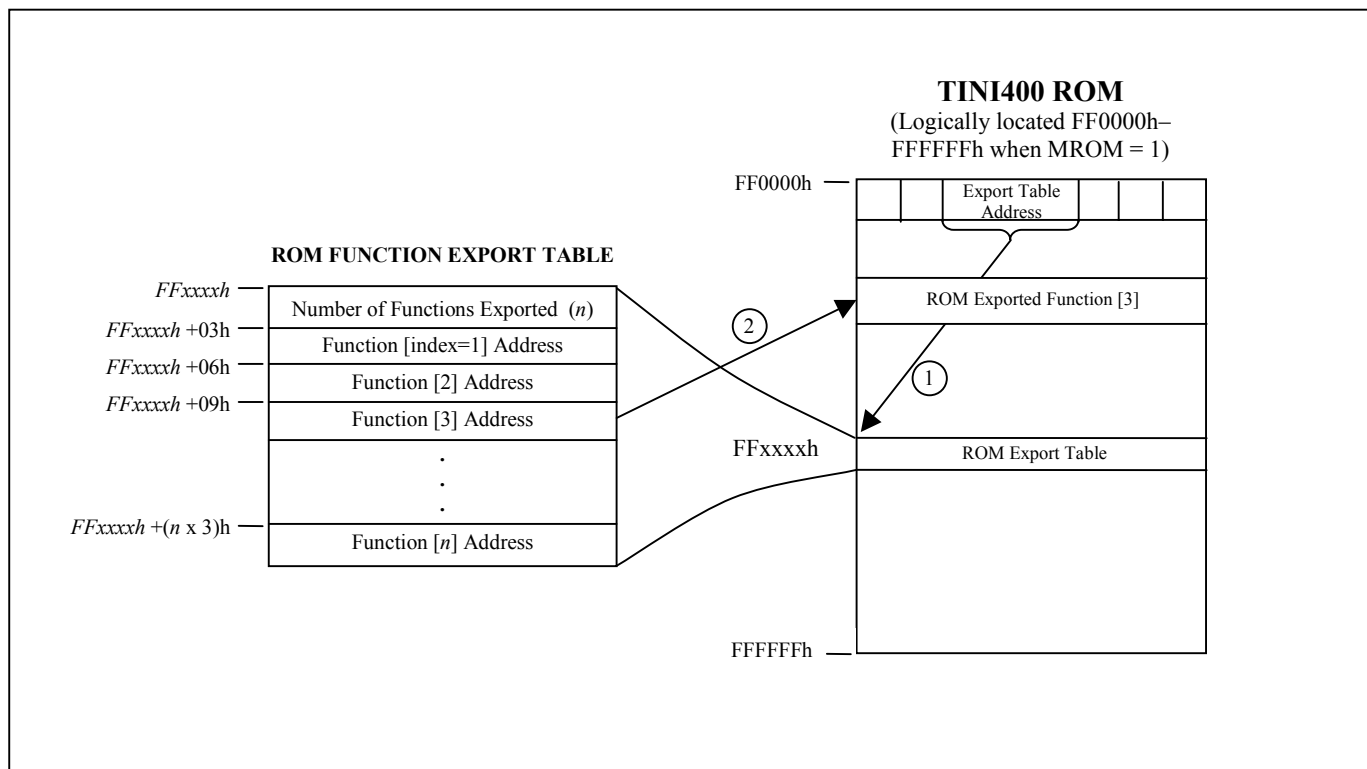 TINI400 ROM
(Logically located FF0000h–
FFFFFFh when MROM = 1)
FF0000h
Export Table
Address
ROM FUNCTION EXPORT TABLE
FFxxxxh
Number of Functions Exported (n)
FFxxxxh +03h
Function [index=1] Address
FFxxxxh +06h
Function [2] Address
FFxxxxh +09h
Function [3] Address
.
.
.
FFxxxxh +(n x 3)h
Function [n] Address
2
ROM Exported Function [3]
1
FFxxxxh
ROM Export Table
FFFFFFh